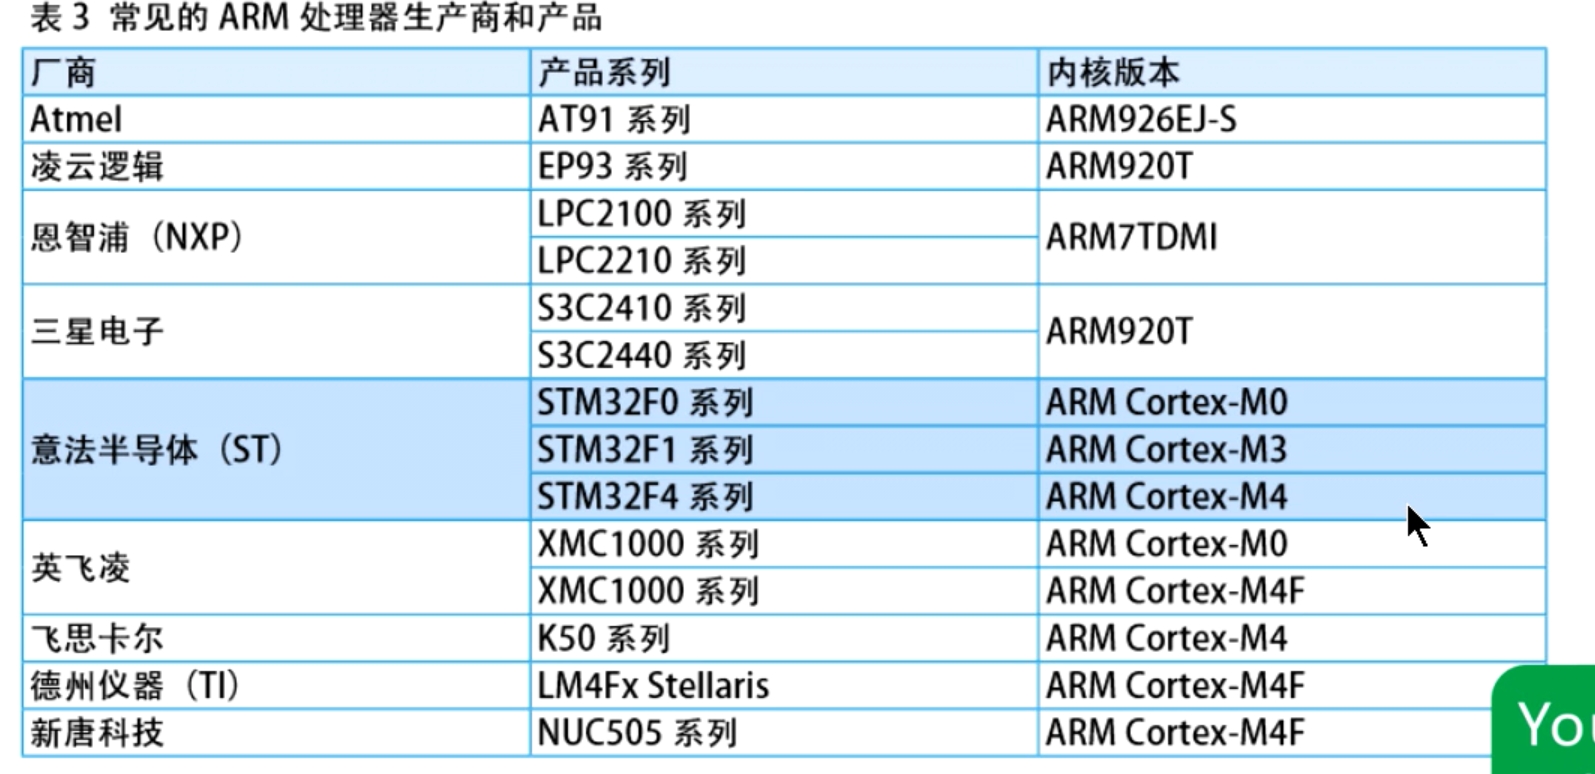 表 3 常见的 ARM 处理器生产商和产品
厂商 产品系列 内核版本
Atmel AT91 系列 ARM926EJ-S
凌云逻辑 EP93 系列 ARM920T
恩智浦（NXP） LPC2100 系列 ARM7TDMI
LPC2210 系列
三星电子 S3C2410 系列 ARM920T
S3C2440 系列
意法半导体（ST） STM32F0 系列 ARM Cortex-M0
STM32F1 系列 ARM Cortex-M3
STM32F4 系列 ARM Cortex-M4
英飞凌 XMC1000 系列 ARM Cortex-M0
XMC1000 系列 ARM Cortex-M4F
飞思卡尔 K50 系列 ARM Cortex-M4
德州仪器（TI） LM4Fx Stellaris ARM Cortex-M4F
新唐科技 NUC505 系列 ARM Cortex-M4F